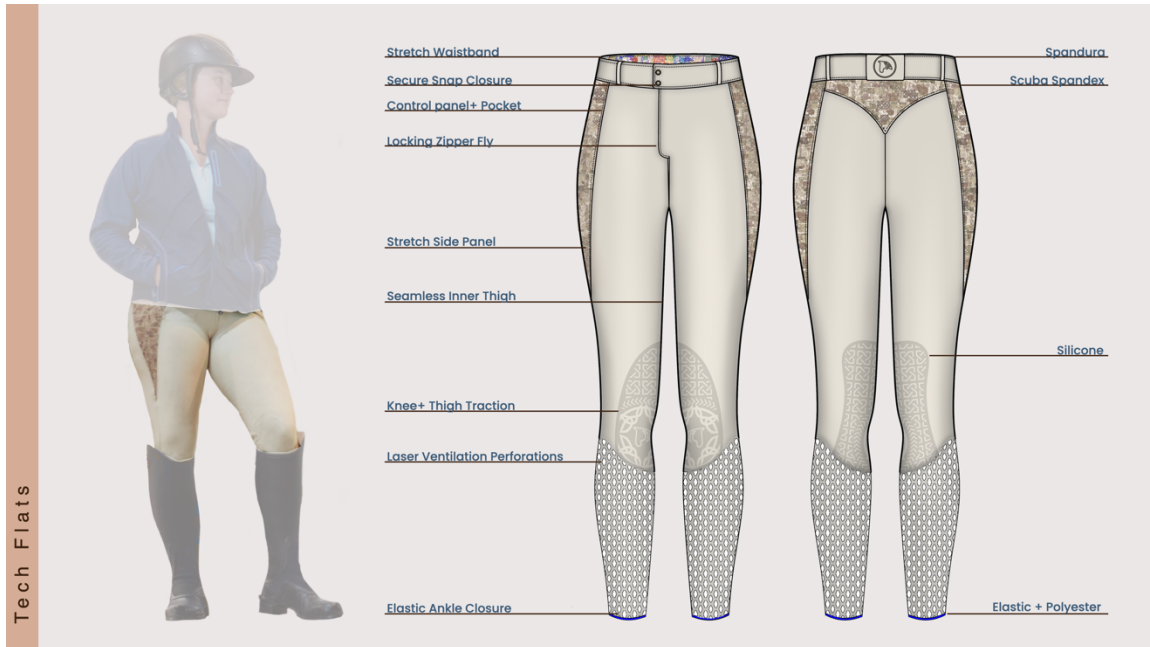 Tech Flats
Stretch Waistband
Secure Snap Closure
Control panel+ Pocket
Locking Zipper Fly
Stretch Side Panel
Seamless Inner Thigh
Knee+ Thigh Traction
Laser Ventilation Perforations
Elastic Ankle Closure
Spandura
Scuba Spandex
Silicone
Elastic + Polyester